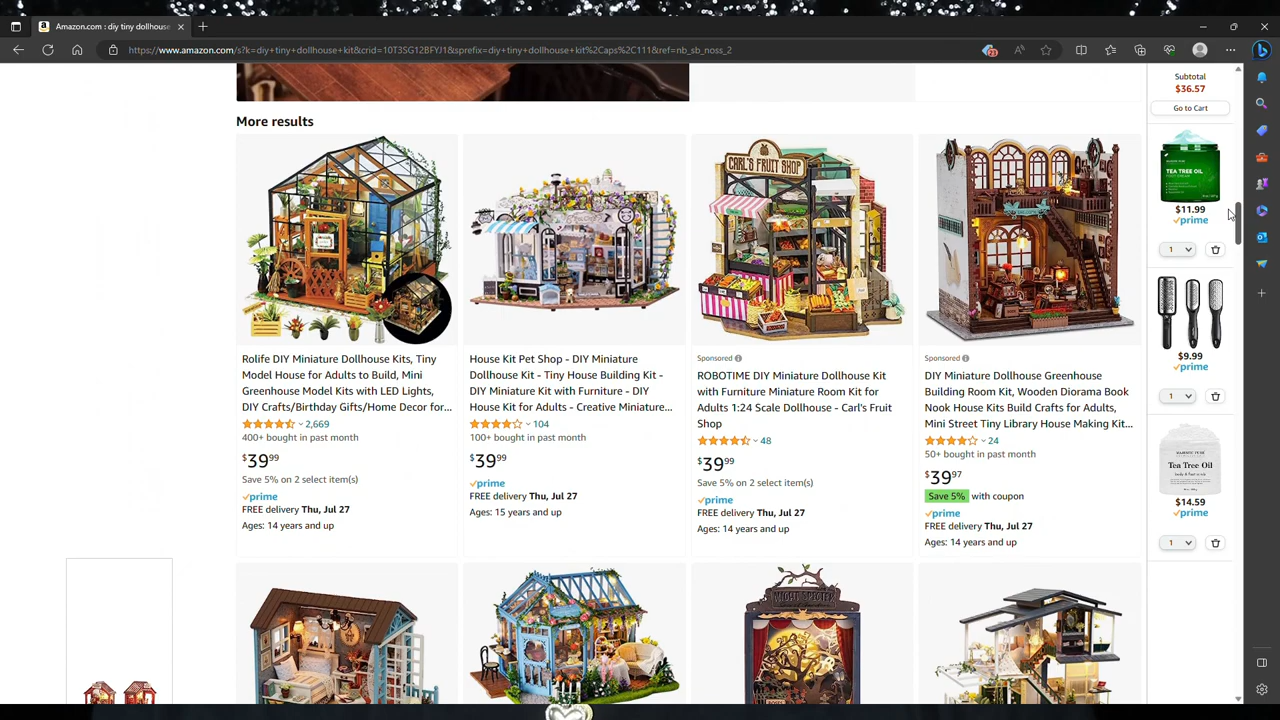 Amazon.com : diy tiny dollhouse
https://www.amazon.com/s?k=diy+tiny+dollhouse+kit&crid=10T3SG12BFYJ1&sprefix=diy+tiny+dollhouse+kit%2Caps%2C111&ref=nb_sb_noss_2
23
More results
CARL'S FRUIT SHOP
Rolife DIY Miniature Dollhouse Kits, Tiny
Model House for Adults to Build, Mini
Greenhouse Model Kits with LED Lights,
DIY Crafts/Birthday Gifts/Home Decor for...
2,669
400+ bought in past month
$39.99
Save 5% on 2 select item(s)
prime
FREE delivery Thu, Jul 27
Ages: 14 years and up
House Kit Pet Shop - DIY Miniature
Dollhouse Kit - Tiny House Building Kit -
DIY Miniature Kit with Furniture - DIY
House Kit for Adults - Creative Miniature...
104
100+ bought in past month
$39.99
prime
FREE delivery Thu, Jul 27
Ages: 15 years and up
Sponsored
ROBOTIME DIY Miniature Dollhouse Kit
with Furniture Miniature Room Kit for
Adults 1:24 Scale Dollhouse - Carl's Fruit
Shop
48
$39.99
Save 5% on 2 select item(s)
prime
FREE delivery Thu, Jul 27
Ages: 14 years and up
Sponsored
DIY Miniature Dollhouse Greenhouse
Building Room Kit, Wooden Diorama Book
Nook House Kits Build Crafts for Adults,
Mini Street Tiny Library House Making Kit...
24
50+ bought in past month
$39.97
Save 5% with coupon
prime
FREE delivery Thu, Jul 27
Ages: 14 years and up
Subtotal
$36.57
Go to Cart
TEA TREE OIL
$11.99
prime
1
$9.99
prime
1
Tea Tree Oil
$14.59
prime
1